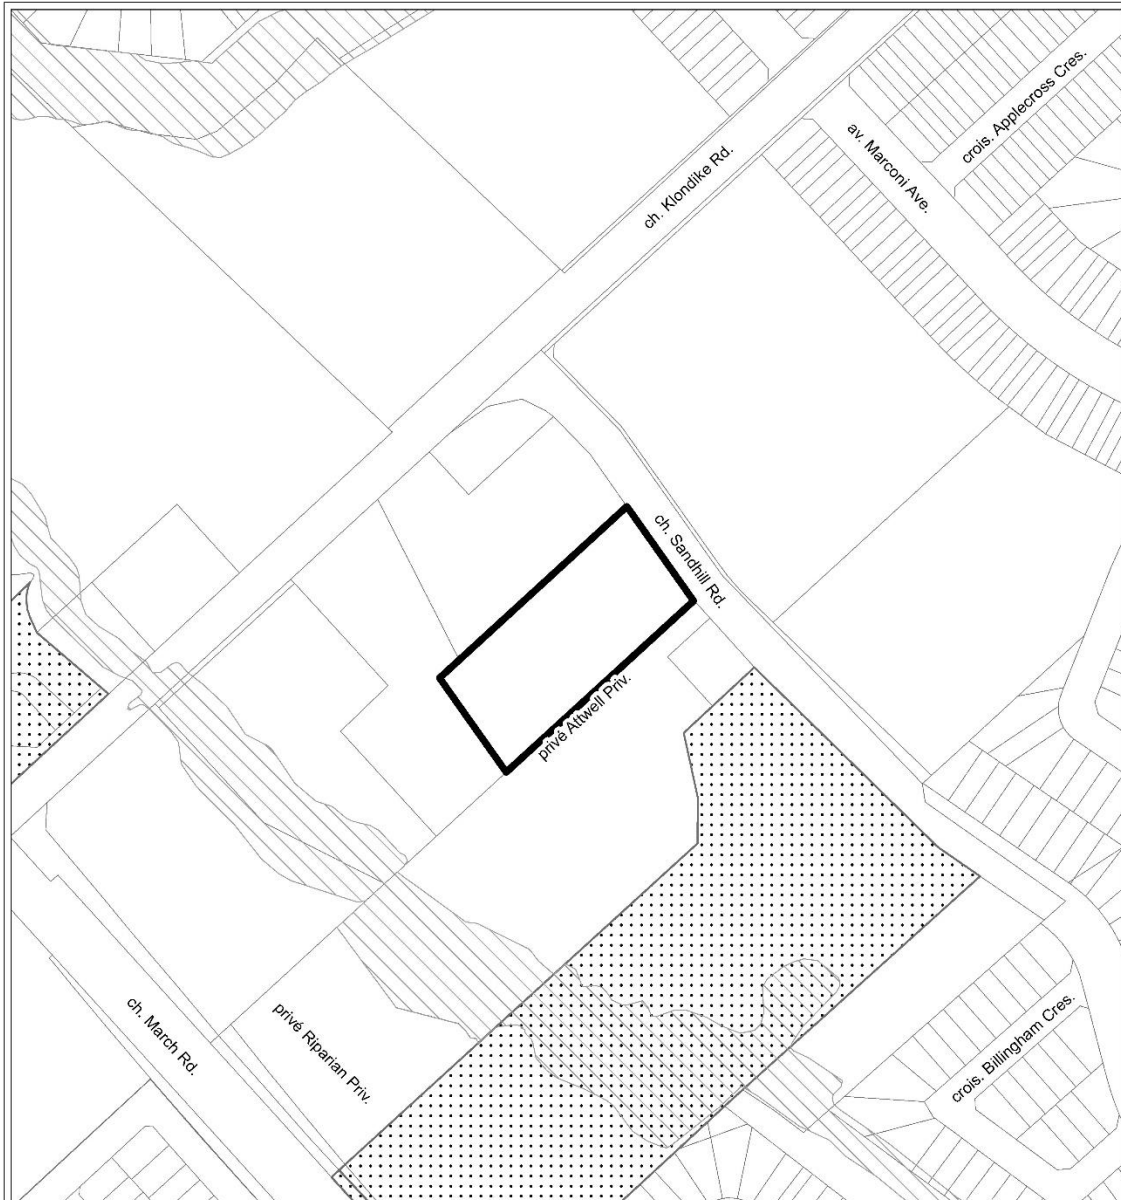 crois. Applecross Cres.
av. Marconi Ave.
ch. Klondike Rd.
ch. Sandhill Rd.
privé Attwell Priv.
ch. March Rd.
privé Riparian Priv.
crois. Billingham Cres.